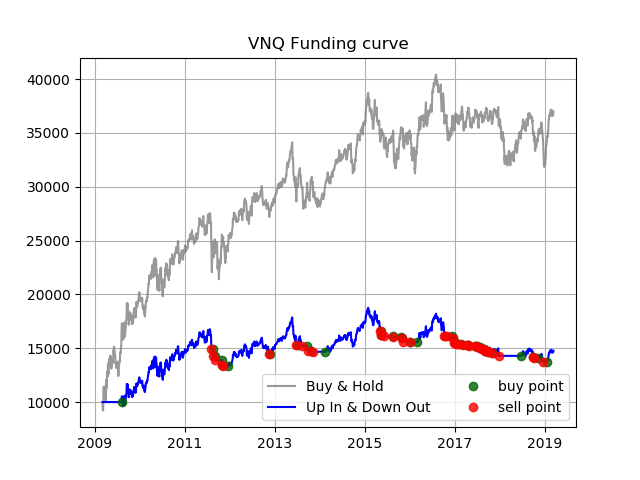 VNQ Funding curve
40000
35000
30000
25000
20000
15000
10000
Buy & Hold
Up In & Down Out
buy point
sell point
2009 2011 2013 2015 2017 2019